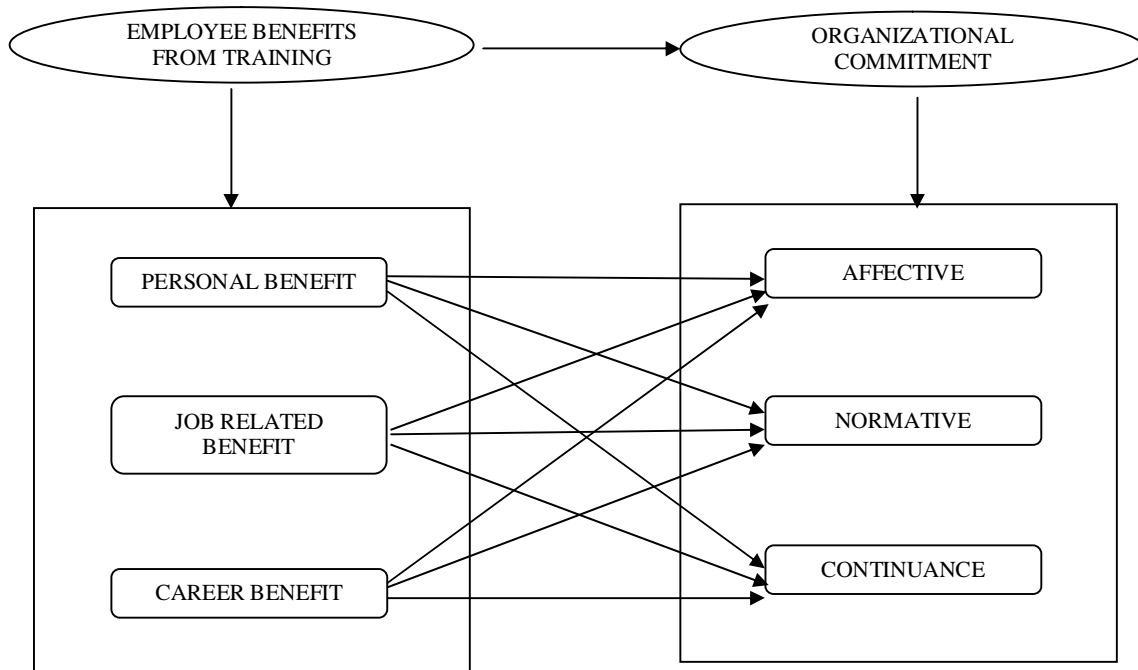 EMPLOYEE BENEFITS
FROM TRAINING
ORGANIZATIONAL
COMMITMENT
PERSONAL BENEFIT
JOB RELATED
BENEFIT
CAREER BENEFIT
AFFECTIVE
NORMATIVE
CONTINUANCE